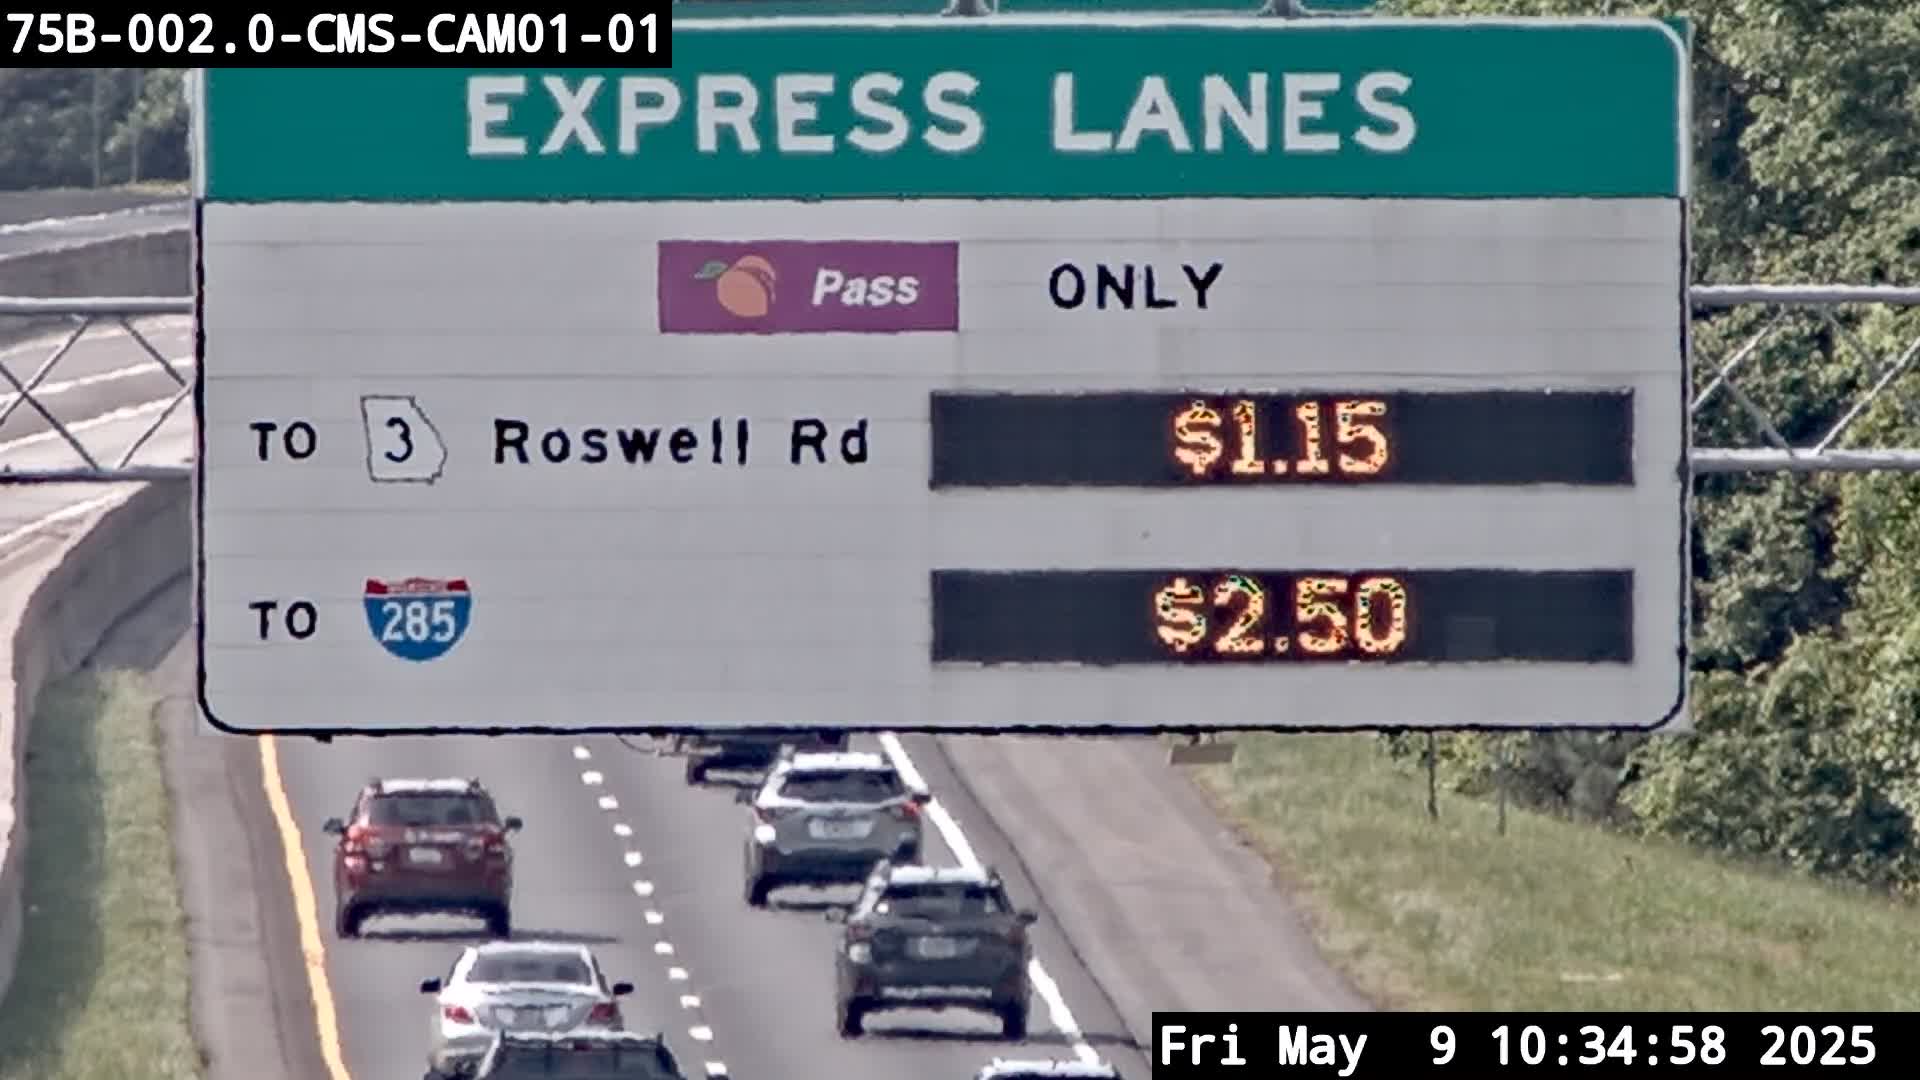 75B-002.0-CMS-CAM01-01
EXPRESS LANES
Pass ONLY
TO 3 Roswell Rd $1.15
TO 285 $2.50
Fri May 9 10:34:58 2025